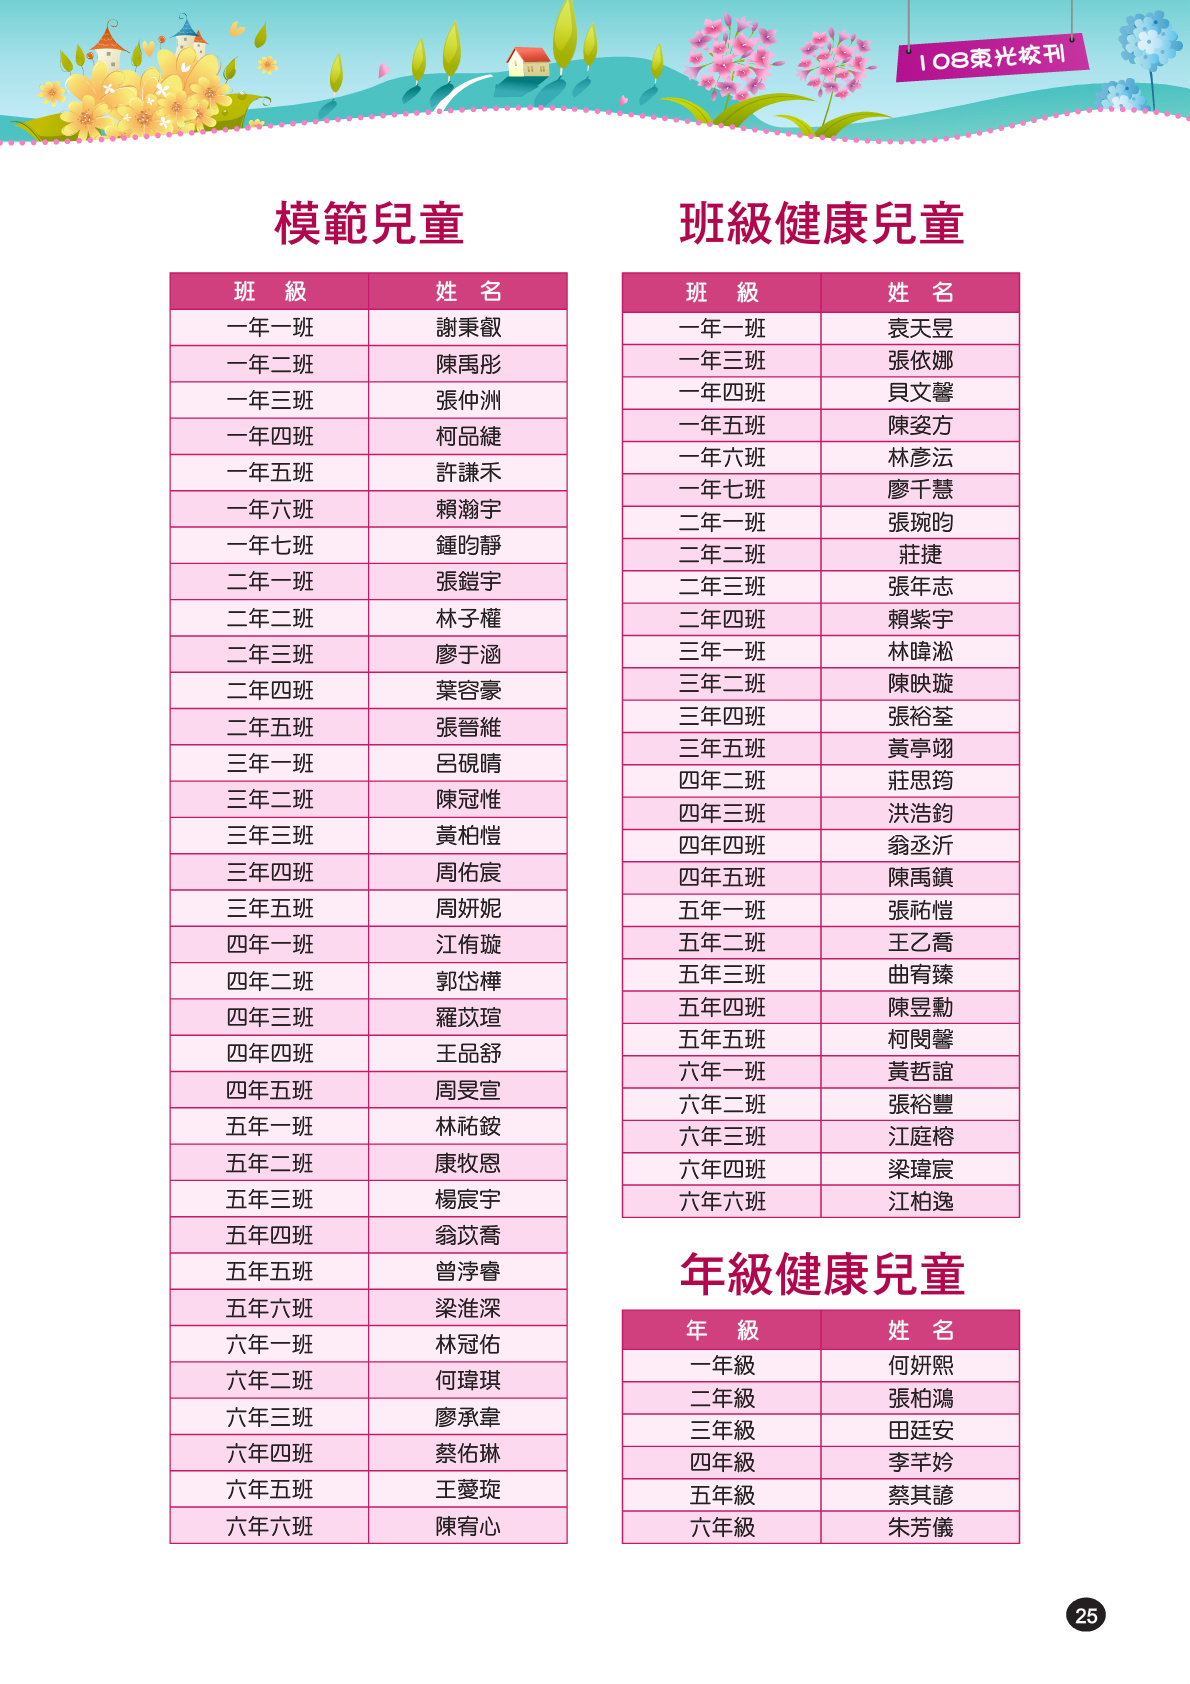 108東光校刊
模範兒童
班 級 姓 名
一年一班 謝秉叡
一年二班 陳禹彤
一年三班 張仲洲
一年四班 柯品緁
一年五班 許謙禾
一年六班 賴瀚宇
一年七班 鍾昀靜
二年一班 張鎧宇
二年二班 林子權
二年三班 廖于涵
二年四班 葉容豪
二年五班 張晉維
三年一班 呂硯晴
三年二班 陳冠惟
三年三班 黃柏愷
三年四班 周佑宸
三年五班 周妍妮
四年一班 江侑璇
四年二班 郭岱樺
四年三班 羅苡瑄
四年四班 王品舒
四年五班 周旻宣
五年一班 林祐銨
五年二班 康牧恩
五年三班 楊宸宇
五年四班 翁苡喬
五年五班 曾浡睿
五年六班 梁淮深
六年一班 林冠佑
六年二班 何瑋琪
六年三班 廖承韋
六年四班 蔡佑琳
六年五班 王薆琁
六年六班 陳宥心
班級健康兒童
班 級 姓 名
一年一班 袁天昱
一年三班 張依娜
一年四班 貝文馨
一年五班 陳姿方
一年六班 林彥沄
一年七班 廖千慧
二年一班 張琬昀
二年二班 莊捷
二年三班 張年志
二年四班 賴紫宇
三年一班 林暐淞
三年二班 陳映璇
三年四班 張裕荃
三年五班 黃亭翊
四年二班 莊思筠
四年三班 洪浩鈞
四年四班 翁丞沂
四年五班 陳禹鎮
五年一班 張祐愷
五年二班 王乙喬
五年三班 曲宥臻
五年四班 陳昱勳
五年五班 柯閔馨
六年一班 黃哲誼
六年二班 張裕豐
六年三班 江庭榕
六年四班 梁瑋宸
六年六班 江柏逸
年級健康兒童
年 級 姓 名
一年級 何妍熙
二年級 張柏鴻
三年級 田廷安
四年級 李芊妗
五年級 蔡其諺
六年級 朱芳儀
25